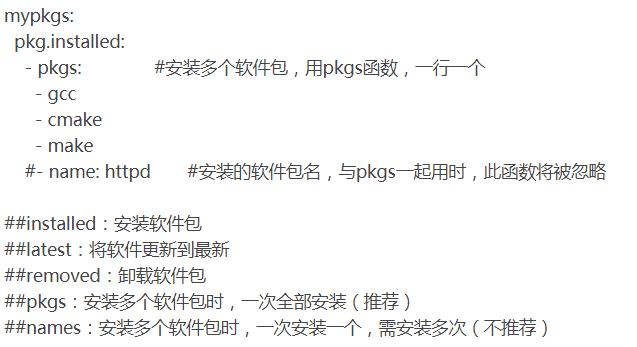 mypkgs:
  pkg.installed:
    - pkgs:              #安装多个软件包，用pkgs函数，一行一个
      - gcc
      - cmake
      - make
    #- name: httpd       #安装的软件包名，与pkgs一起用时，此函数将被忽略

##installed：安装软件包
##latest：将软件更新到最新
##removed：卸载软件包
##pkgs：安装多个软件包时，一次全部安装（推荐）
##names：安装多个软件包时，一次安装一个，需安装多次（不推荐）